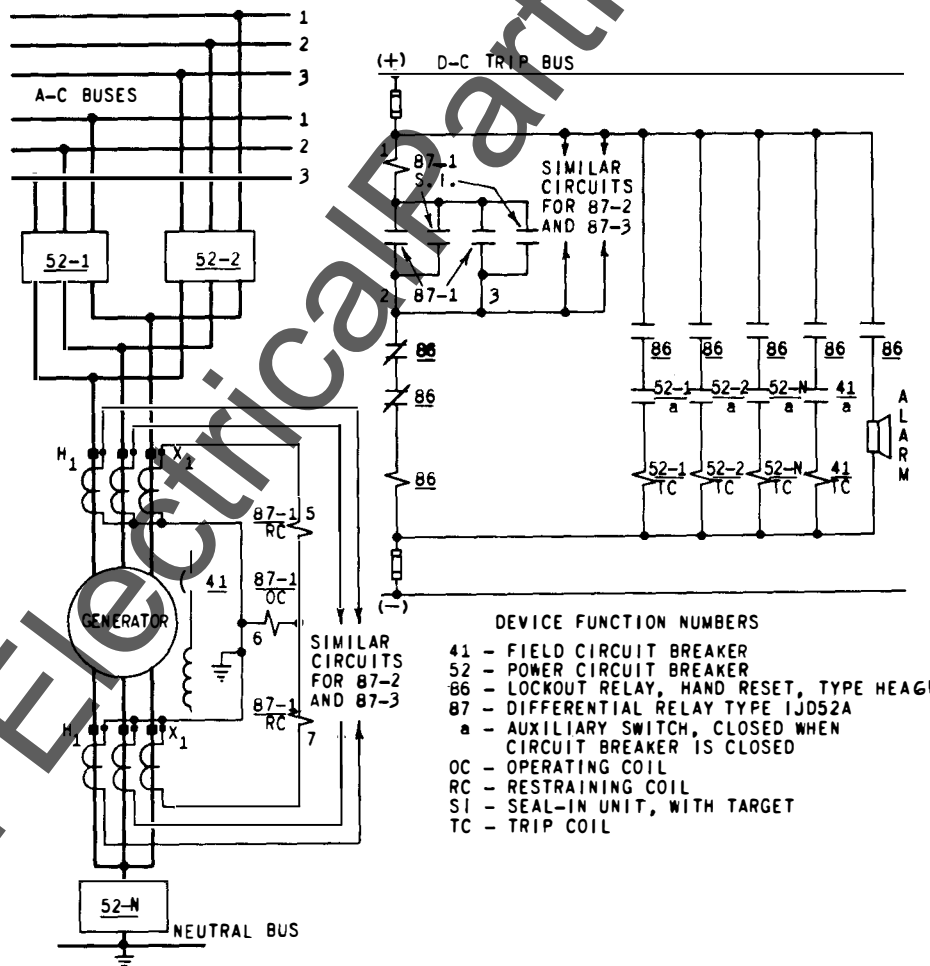 1
2
3
A-C BUSES
1
2
3
52-1
52-2
H1
X1
GENERATOR
41
87-1
RC
5
87-1
OC
6
87-1
RC
7
SIMILAR
CIRCUITS
FOR 87-2
AND 87-3
H1
X1
52-N
NEUTRAL BUS
(+)
D-C TRIP BUS
1
87-1
S.I.
SIMILAR
CIRCUITS
FOR 87-2
AND 87-3
2
87-1
3
86
86
86
86
86
86
86
86
52-1
a
52-2
a
52-N
a
41
a
52-1
TC
52-2
TC
52-N
TC
41
TC
ALARM
(-)
DEVICE FUNCTION NUMBERS
41 - FIELD CIRCUIT BREAKER
52 - POWER CIRCUIT BREAKER
86 - LOCKOUT RELAY, HAND RESET, TYPE HEA6
87 - DIFFERENTIAL RELAY TYPE IJD52A
a - AUXILIARY SWITCH, CLOSED WHEN
CIRCUIT BREAKER IS CLOSED
OC - OPERATING COIL
RC - RESTRAINING COIL
SI - SEAL-IN UNIT, WITH TARGET
TC - TRIP COIL
ElectricalParti